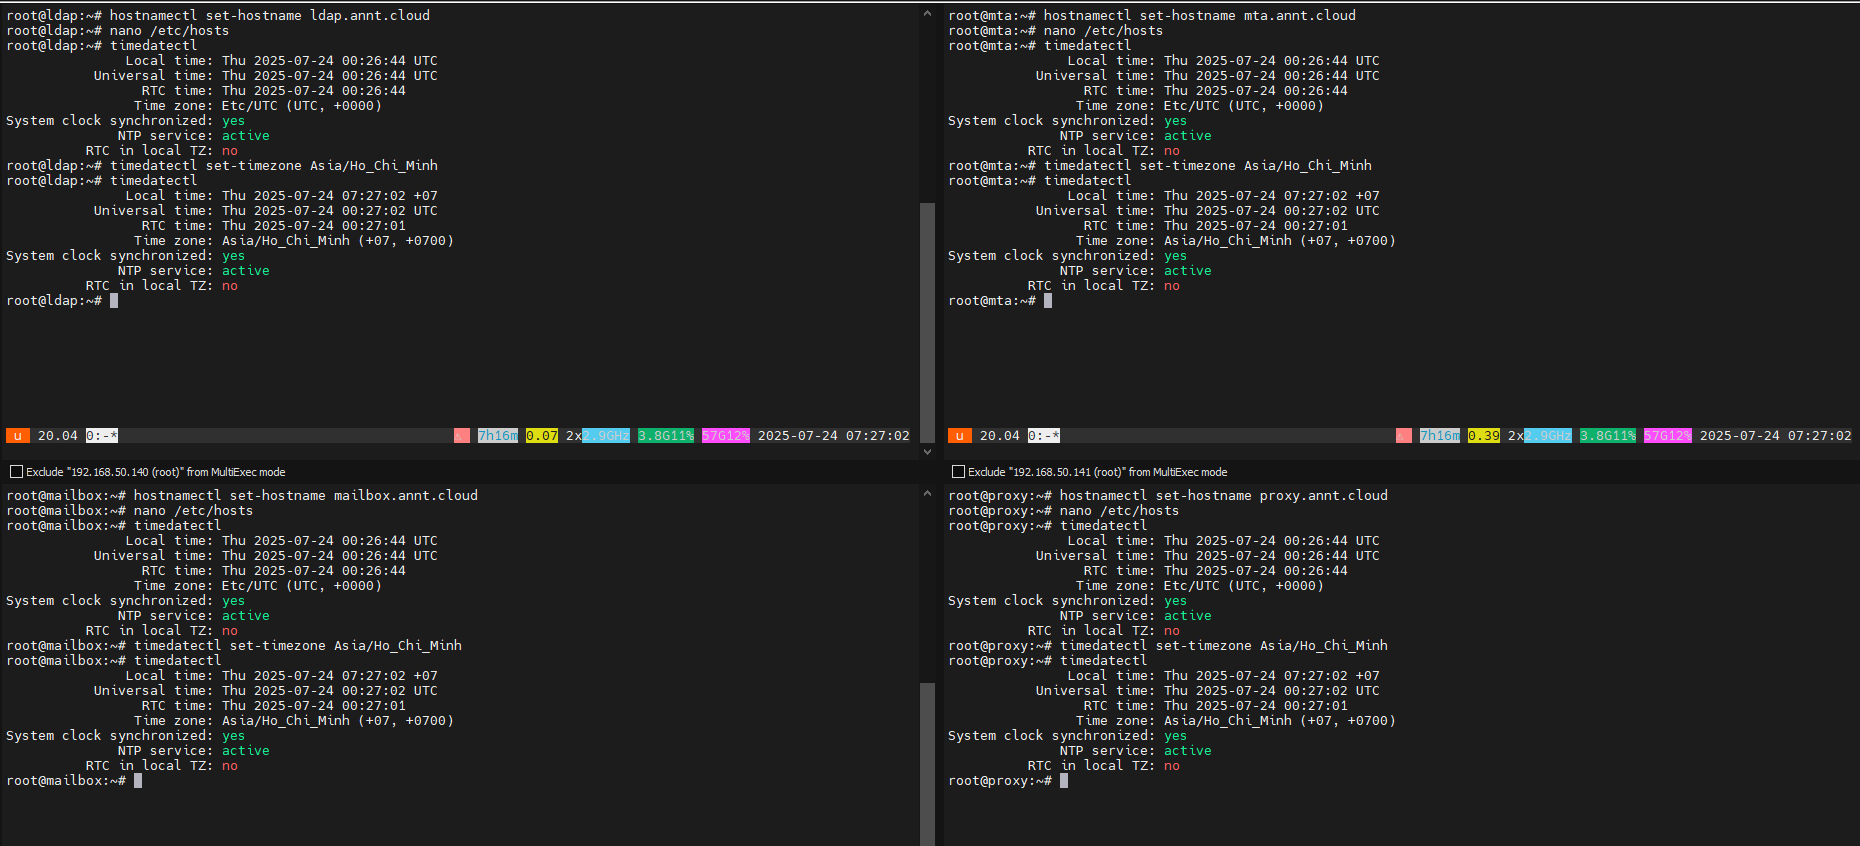 root@ldap:~# hostnamectl set-hostname ldap.annt.cloud
root@ldap:~# nano /etc/hosts
root@ldap:~# timedatectl
Local time: Thu 2025-07-24 00:26:44 UTC
Universal time: Thu 2025-07-24 00:26:44 UTC
RTC time: Thu 2025-07-24 00:26:44
Time zone: Etc/UTC (UTC, +0000)
System clock synchronized: yes
NTP service: active
RTC in local TZ: no
root@ldap:~# timedatectl set-timezone Asia/Ho_Chi_Minh
root@ldap:~# timedatectl
Local time: Thu 2025-07-24 07:27:02 +07
Universal time: Thu 2025-07-24 00:27:02 UTC
RTC time: Thu 2025-07-24 00:27:01
Time zone: Asia/Ho_Chi_Minh (+07, +0700)
System clock synchronized: yes
NTP service: active
RTC in local TZ: no
root@ldap:~#
u 20.04 0:-* 7h16m 0.07 2x2.9GHz 3.8G11% 57G12% 2025-07-24 07:27:02
root@mta:~# hostnamectl set-hostname mta.annt.cloud
root@mta:~# nano /etc/hosts
root@mta:~# timedatectl
Local time: Thu 2025-07-24 00:26:44 UTC
Universal time: Thu 2025-07-24 00:26:44 UTC
RTC time: Thu 2025-07-24 00:26:44
Time zone: Etc/UTC (UTC, +0000)
System clock synchronized: yes
NTP service: active
RTC in local TZ: no
root@mta:~# timedatectl set-timezone Asia/Ho_Chi_Minh
root@mta:~# timedatectl
Local time: Thu 2025-07-24 07:27:02 +07
Universal time: Thu 2025-07-24 00:27:02 UTC
RTC time: Thu 2025-07-24 00:27:01
Time zone: Asia/Ho_Chi_Minh (+07, +0700)
System clock synchronized: yes
NTP service: active
RTC in local TZ: no
root@mta:~#
u 20.04 0:-* 7h16m 0.39 2x2.9GHz 3.8G11% 57G12% 2025-07-24 07:27:02
Exclude "192.168.50.140 (root)" from MultiExec mode
Exclude "192.168.50.141 (root)" from MultiExec mode
root@mailbox:~# hostnamectl set-hostname mailbox.annt.cloud
root@mailbox:~# nano /etc/hosts
root@mailbox:~# timedatectl
Local time: Thu 2025-07-24 00:26:44 UTC
Universal time: Thu 2025-07-24 00:26:44 UTC
RTC time: Thu 2025-07-24 00:26:44
Time zone: Etc/UTC (UTC, +0000)
System clock synchronized: yes
NTP service: active
RTC in local TZ: no
root@mailbox:~# timedatectl set-timezone Asia/Ho_Chi_Minh
root@mailbox:~# timedatectl
Local time: Thu 2025-07-24 07:27:02 +07
Universal time: Thu 2025-07-24 00:27:02 UTC
RTC time: Thu 2025-07-24 00:27:01
Time zone: Asia/Ho_Chi_Minh (+07, +0700)
System clock synchronized: yes
NTP service: active
RTC in local TZ: no
root@mailbox:~#
root@proxy:~# hostnamectl set-hostname proxy.annt.cloud
root@proxy:~# nano /etc/hosts
root@proxy:~# timedatectl
Local time: Thu 2025-07-24 00:26:44 UTC
Universal time: Thu 2025-07-24 00:26:44 UTC
RTC time: Thu 2025-07-24 00:26:44
Time zone: Etc/UTC (UTC, +0000)
System clock synchronized: yes
NTP service: active
RTC in local TZ: no
root@proxy:~# timedatectl set-timezone Asia/Ho_Chi_Minh
root@proxy:~# timedatectl
Local time: Thu 2025-07-24 07:27:02 +07
Universal time: Thu 2025-07-24 00:27:02 UTC
RTC time: Thu 2025-07-24 00:27:01
Time zone: Asia/Ho_Chi_Minh (+07, +0700)
System clock synchronized: yes
NTP service: active
RTC in local TZ: no
root@proxy:~#